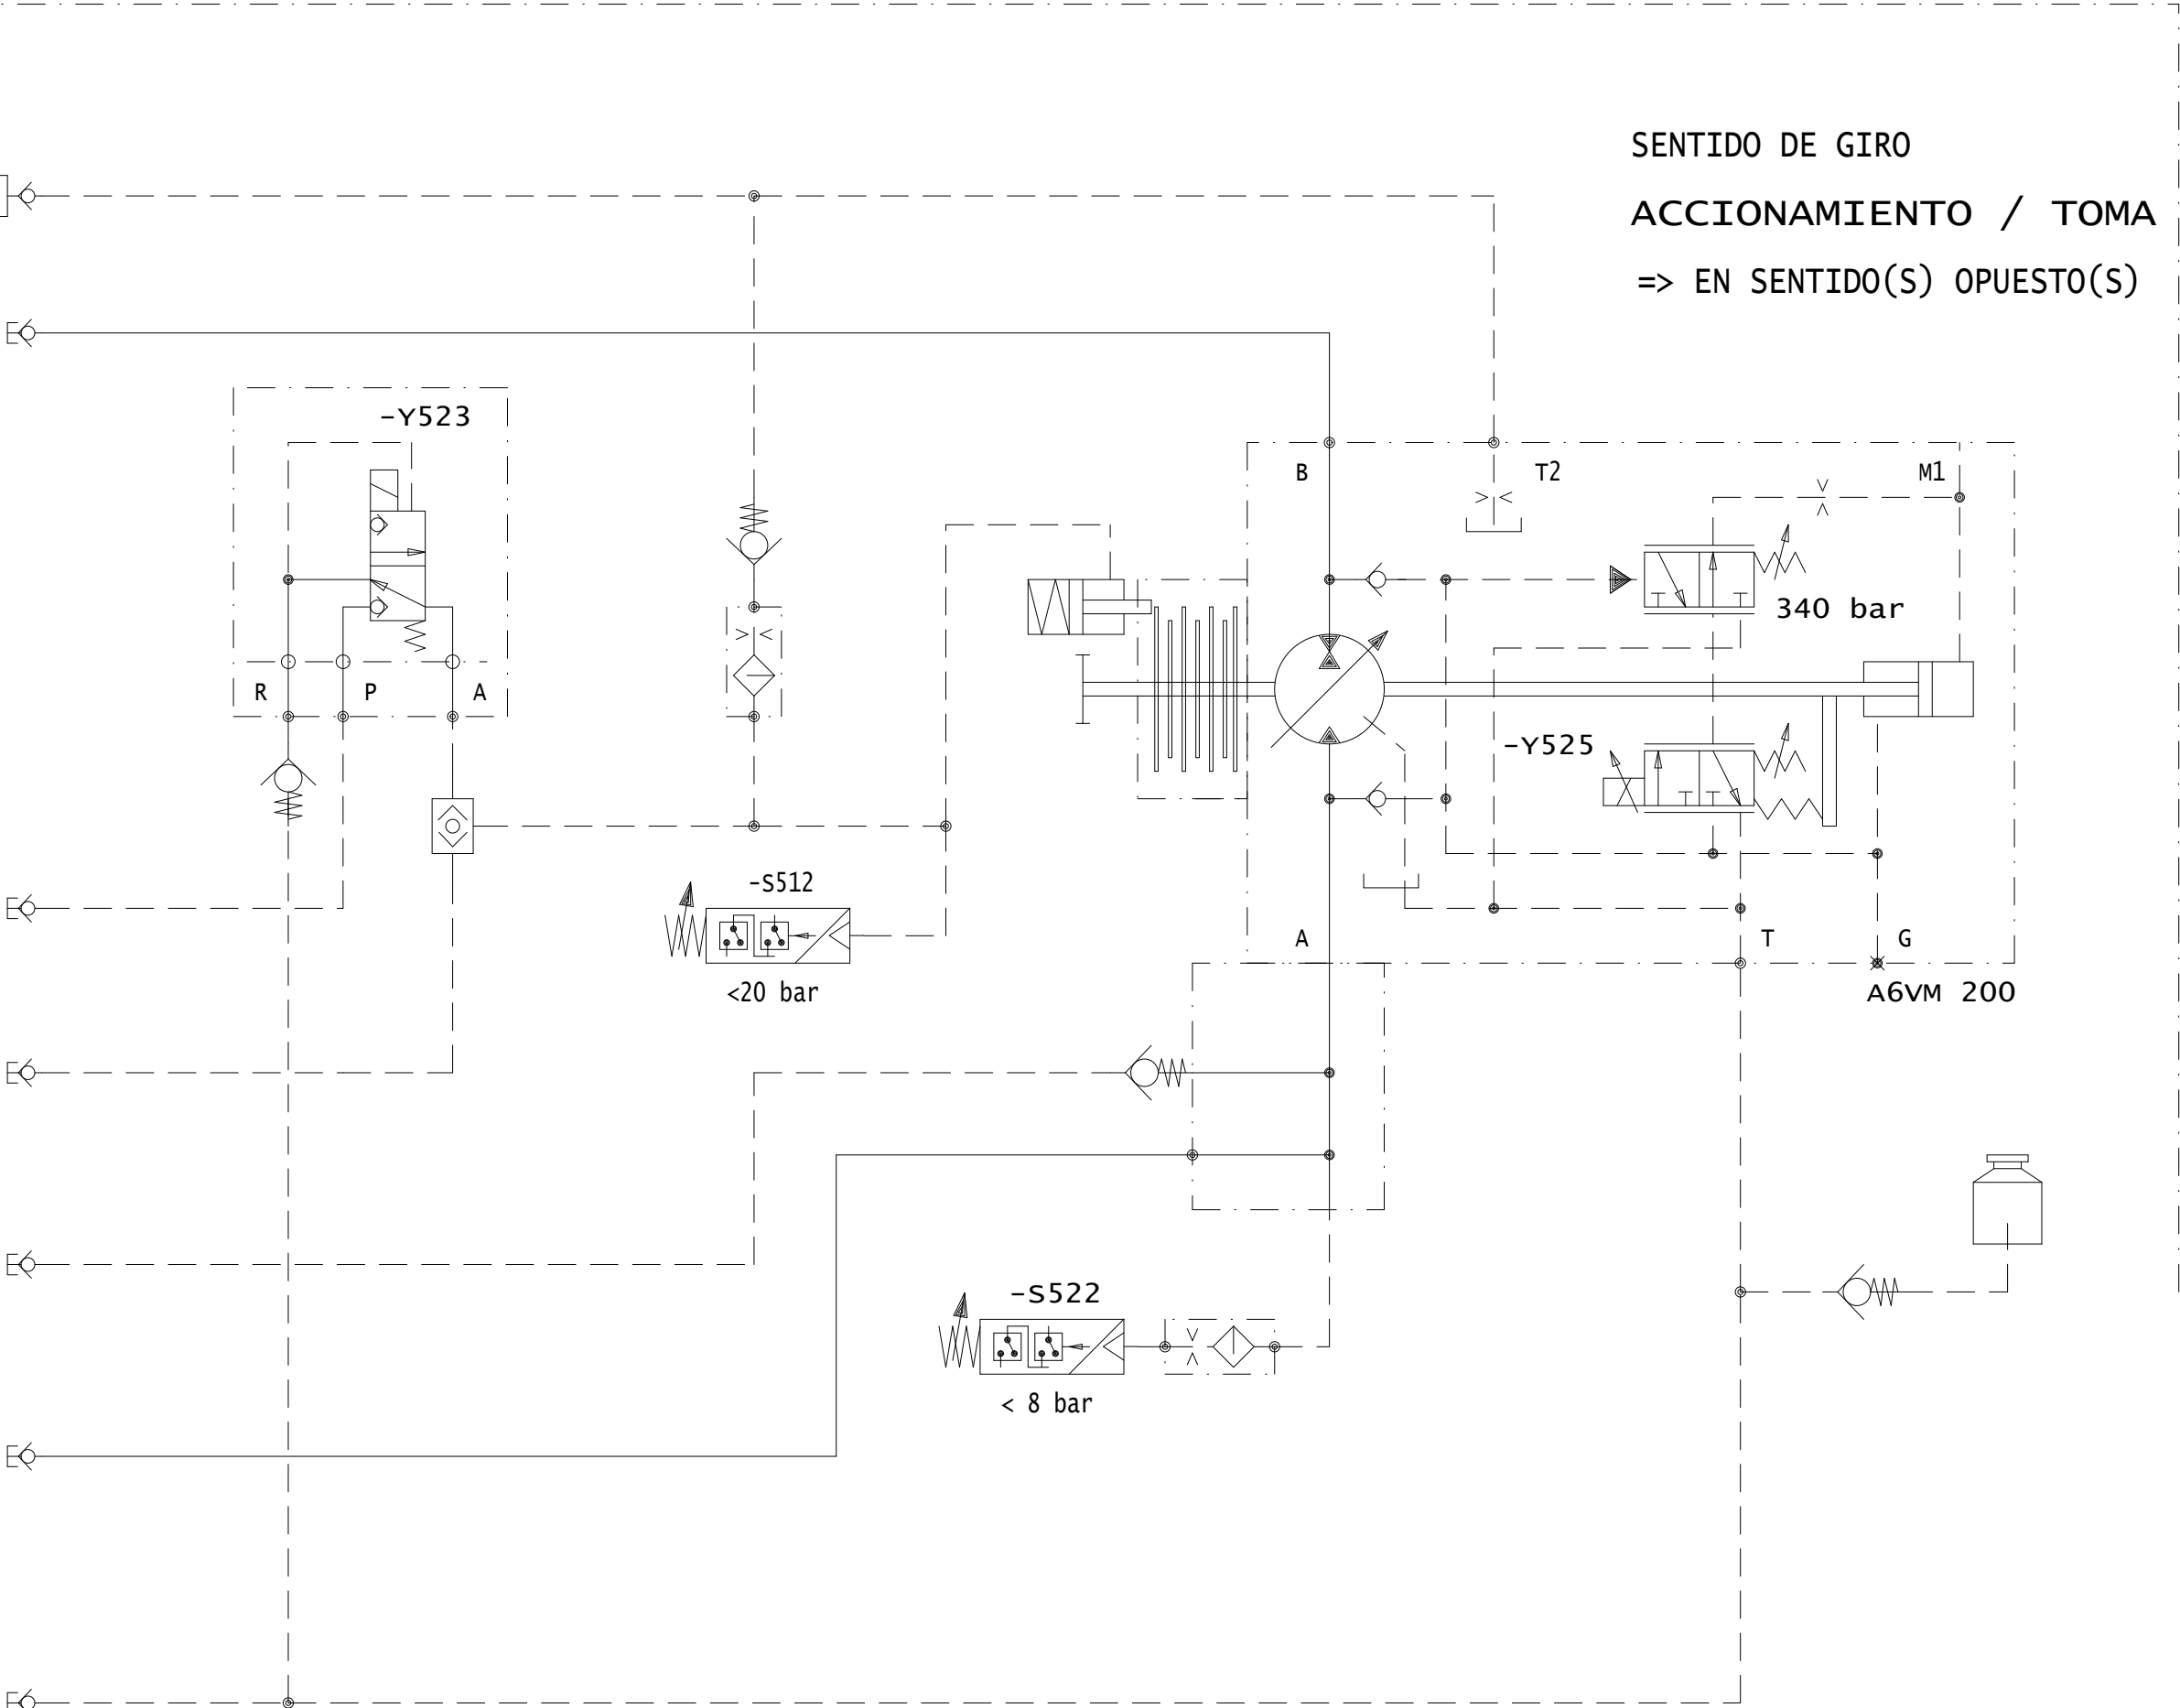 SENTIDO DE GIRO
ACCIONAMIENTO / TOMA
=> EN SENTIDO(S) OPUESTO(S)
-Y523
B
T2
M1
340 bar
R
P
A
-Y525
-S512
A
T
G
<20 bar
A6VM 200
-S522
< 8 bar